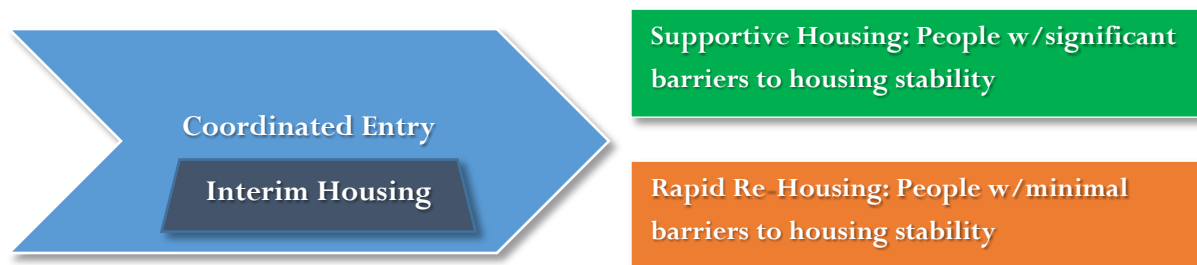 Coordinated Entry
Interim Housing
Supportive Housing: People w/significant
barriers to housing stability
Rapid Re-Housing: People w/minimal
barriers to housing stability